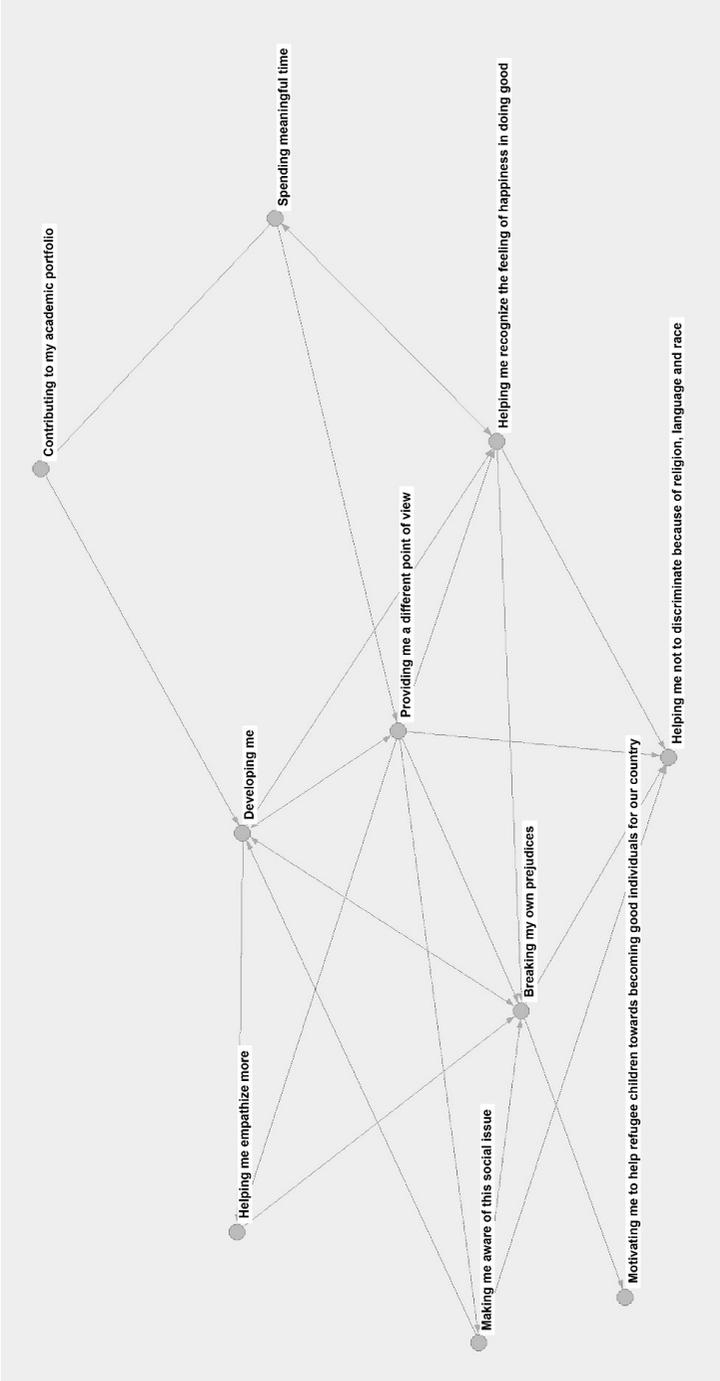 Contributing to my academic portfolio
Spending meaningful time
Helping me recognize the feeling of happiness in doing good
Providing me a different point of view
Developing me
Helping me not to discriminate because of religion, language and race
Breaking my own prejudices
Helping me empathize more
Making me aware of this social issue
Motivating me to help refugee children towards becoming good individuals for our country